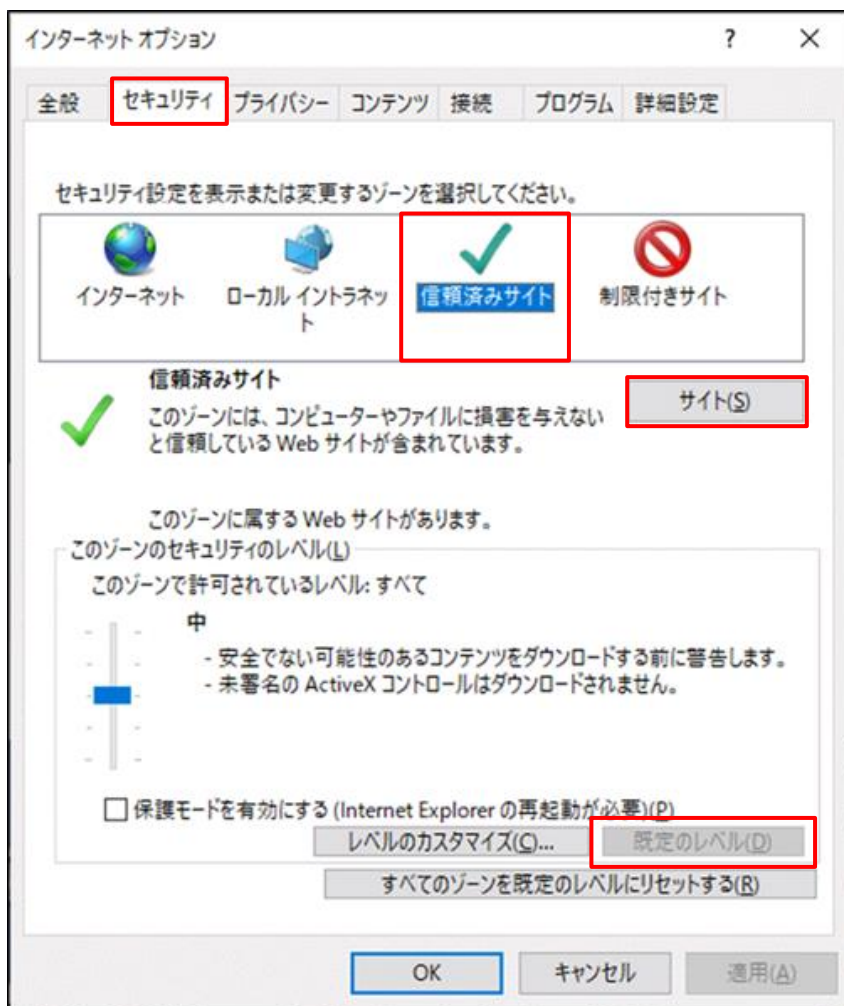 インターネット オプション ? ×
全般 セキュリティ プライバシー コンテンツ 接続 プログラム 詳細設定
セキュリティ設定を表示または変更するゾーンを選択してください。
インターネット ローカル イントラネッ 信頼済みサイト 制限付きサイト
ト
信頼済みサイト
サイト(S)
このゾーンには、コンピューターやファイルに損害を与えない
と信頼している Web サイトが含まれています。
このゾーンに属する Web サイトがあります。
このゾーンのセキュリティのレベル(L)
このゾーンで許可されているレベル: すべて
中
- 安全でない可能性のあるコンテンツをダウンロードする前に警告します。
- 未署名の ActiveX コントロールはダウンロードされません。
保護モードを有効にする (Internet Explorer の再起動が必要)(P)
レベルのカスタマイズ(C)... 既定のレベル(D)
すべてのゾーンを既定のレベルにリセットする(R)
OK キャンセル 適用(A)